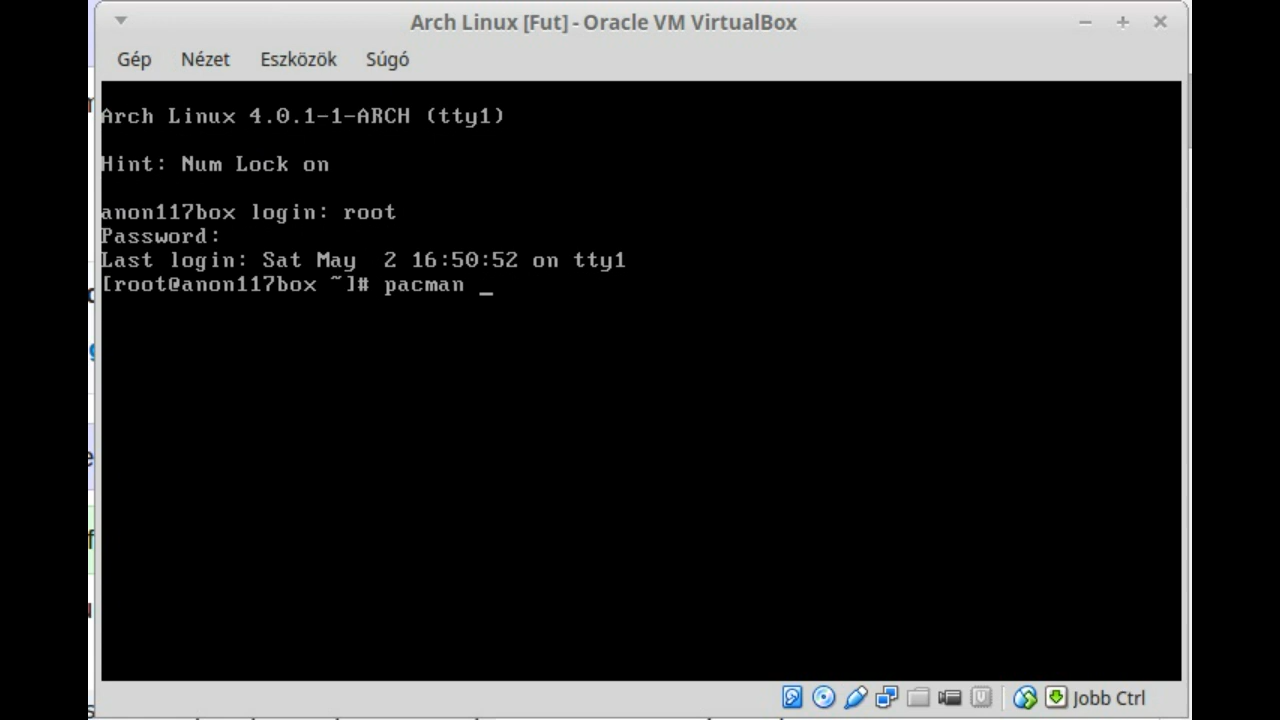 Arch Linux [Fut] - Oracle VM VirtualBox
Gép Nézet Eszközök Súgó
Arch Linux 4.0.1-1-ARCH (tty1)
Hint: Num Lock on
anon117box login: root
Password:
Last login: Sat May  2 16:50:52 on tty1
[root@anon117box ~]# pacman _
Jobb Ctrl